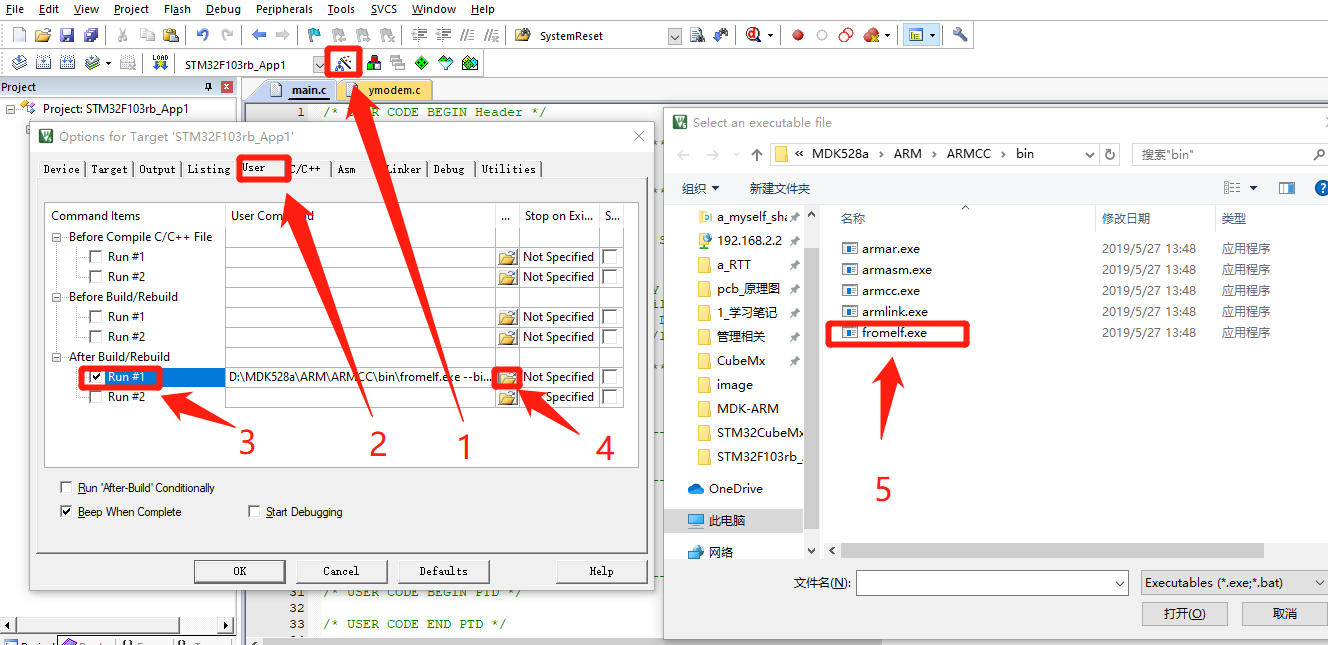 File Edit View Project Flash Debug Peripherals Tools SVCS Window Help
SystemReset
LOAD STM32F103rb_App1
Project
Project: STM32F103rb_App1
main.c ymodem.c
1 /* USER CODE BEGIN Header */
Options for Target 'STM32F103rb_App1'
Device Target Output Listing User C/C++ Asm Linker Debug Utilities
Command Items User Command ... Stop on Exi... S...
Before Compile C/C++ File
Run #1 Not Specified
Run #2 Not Specified
Before Build/Rebuild
Run #1 Not Specified
Run #2 Not Specified
After Build/Rebuild
Run #1 D:\MDK528a\ARM\ARMCC\bin\fromelf.exe --bi... Not Specified
Run #2 Specified
3 2 1 4
Run 'After-Build' Conditionally
Beep When Complete Start Debugging
OK Cancel Defaults Help
31 /* USER CODE BEGIN PTD */
32
33 /* USER CODE END PTD */
Select an executable file
« MDK528a › ARM › ARMCC › bin
搜索"bin"
组织 新建文件夹
a_myself_sha
192.168.2.2
a_RTT
pcb_原理图
1_学习笔记
管理相关
CubeMx
image
MDK-ARM
STM32CubeMx
STM32F103rb_
OneDrive
此电脑
网络
名称 修改日期 类型
armar.exe 2019/5/27 13:48 应用程序
armasm.exe 2019/5/27 13:48 应用程序
armcc.exe 2019/5/27 13:48 应用程序
armlink.exe 2019/5/27 13:48 应用程序
fromelf.exe 2019/5/27 13:48 应用程序
5
文件名(N): Executables (*.exe;*.bat)
打开(O) 取消